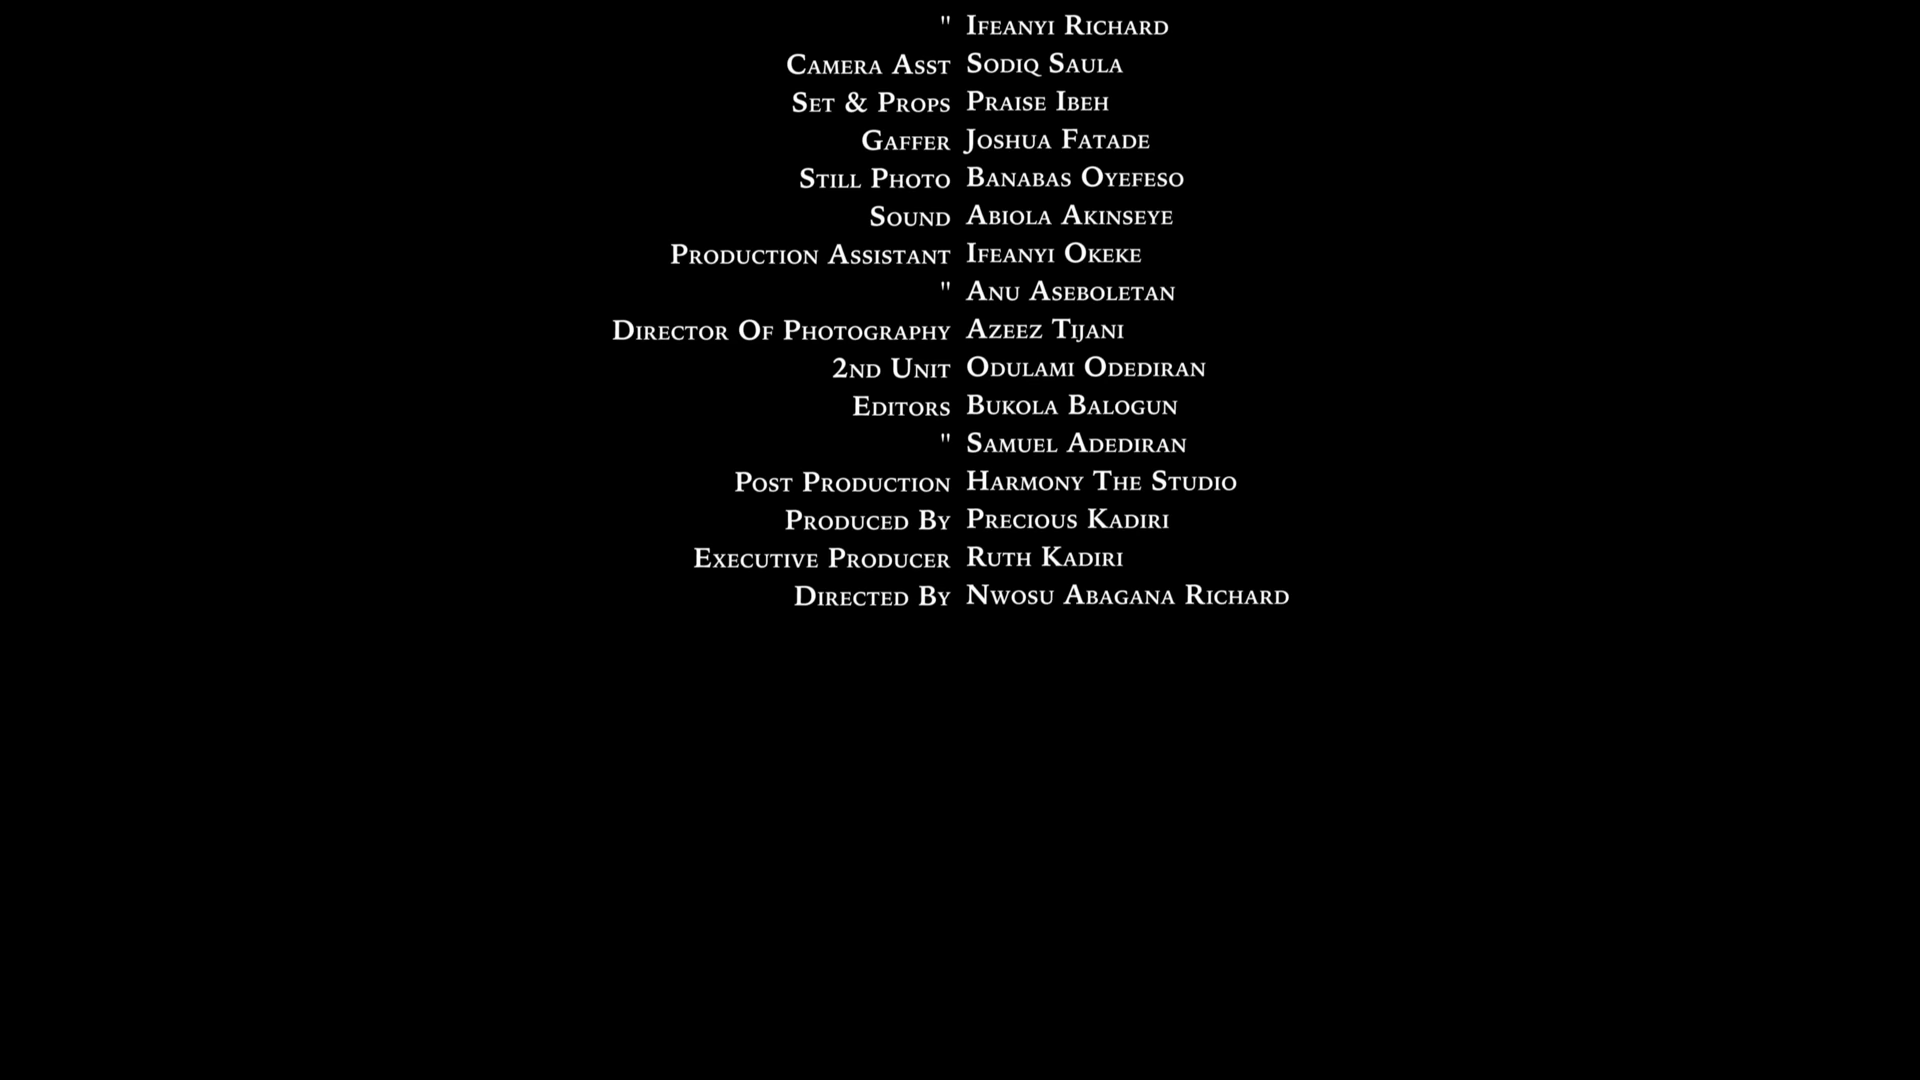 " Ifeanyi Richard
Camera Asst Sodiq Saula
Set & Props Praise Ibeh
Gaffer Joshua Fatade
Still Photo Banabas Oyefeso
Sound Abiola Akinseye
Production Assistant Ifeanyi Okeke
" Anu Aseboletan
Director Of Photography Azeez Tijani
2nd Unit Odulami Odediran
Editors Bukola Balogun
" Samuel Adediran
Post Production Harmony The Studio
Produced By Precious Kadiri
Executive Producer Ruth Kadiri
Directed By Nwosu Abagana Richard